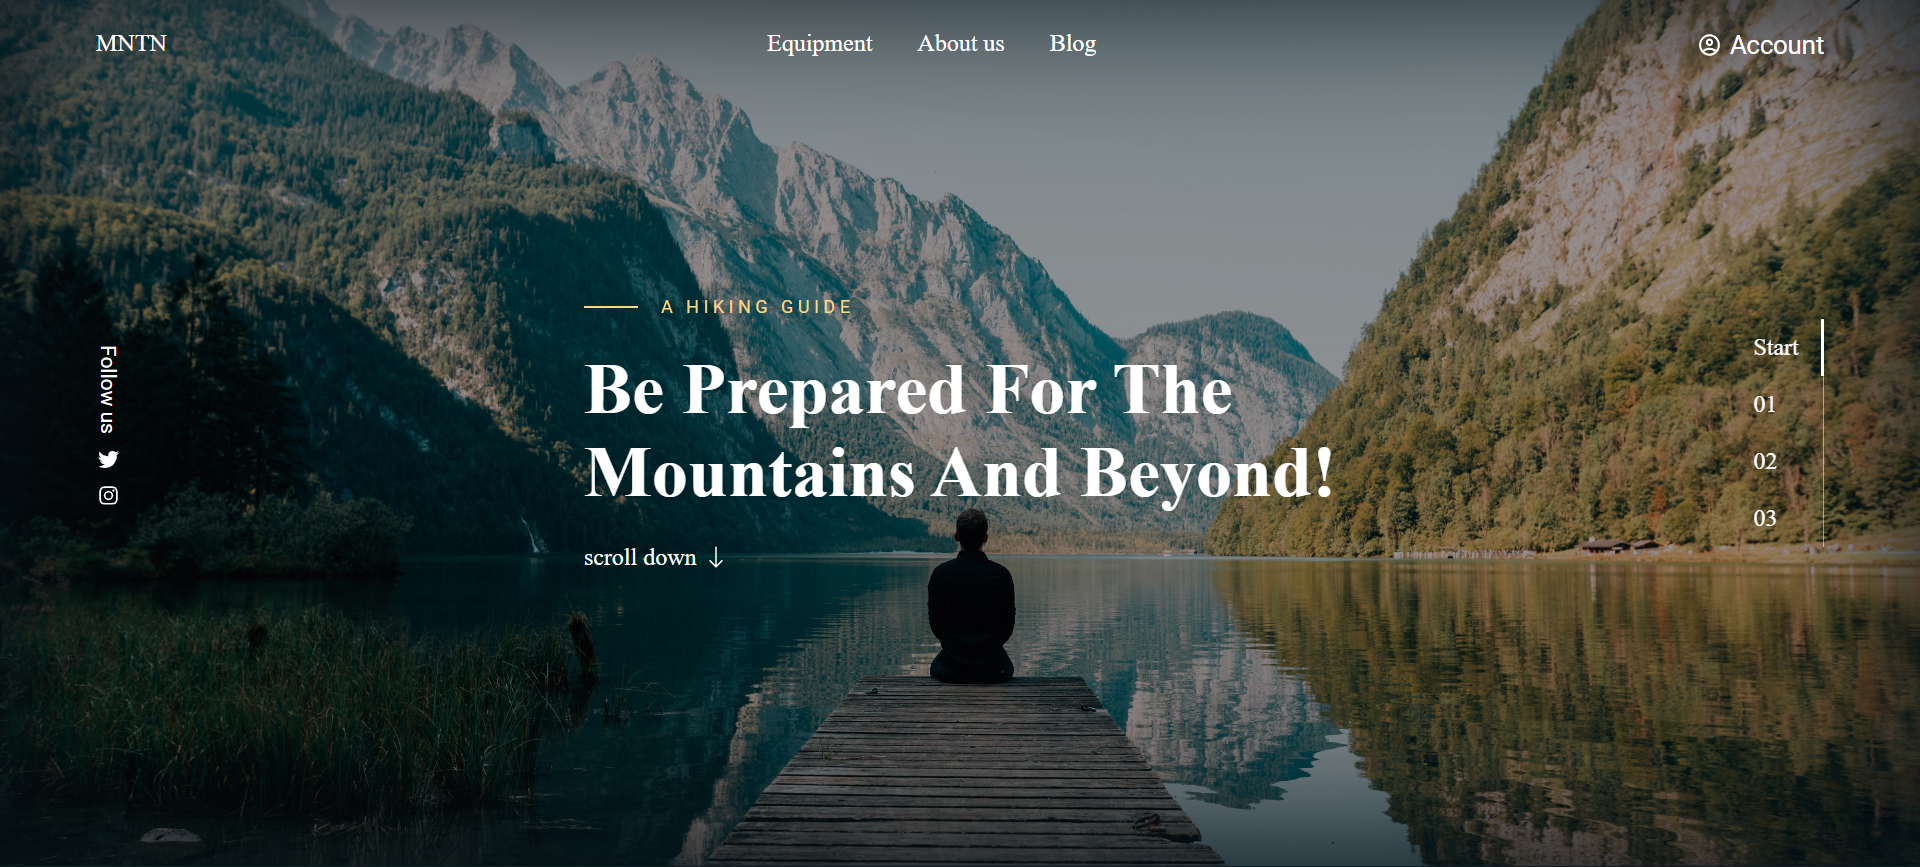 MNTN
Equipment
About us
Blog
Account
A HIKING GUIDE
Be Prepared For The
Mountains And Beyond!
scroll down
Follow us
Start
01
02
03